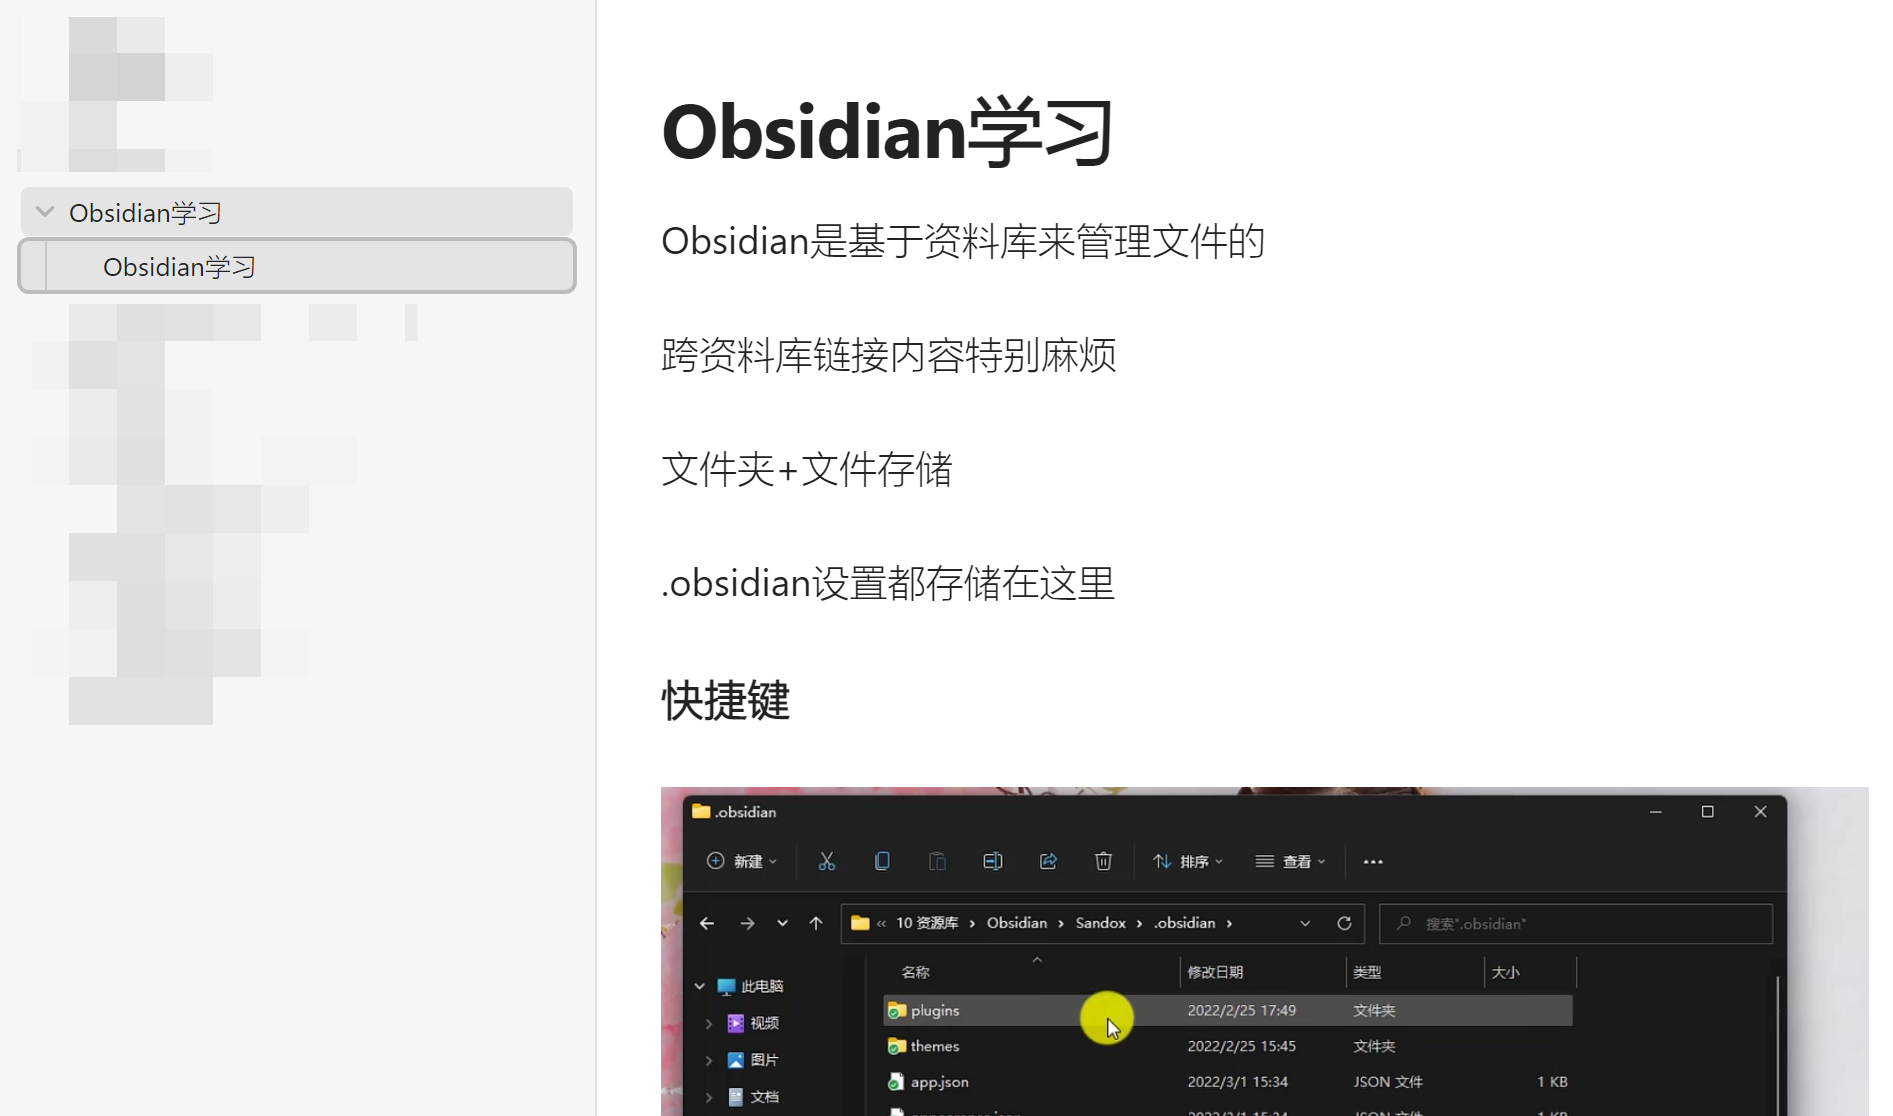 Obsidian学习
Obsidian学习
Obsidian学习
Obsidian是基于资料库来管理文件的
跨资料库链接内容特别麻烦
文件夹+文件存储
.obsidian设置都存储在这里
快捷键
.obsidian
新建 排序 查看
« 10 资源库 › Obsidian › Sandox › .obsidian › 搜索".obsidian"
名称 修改日期 类型 大小
此电脑
视频
图片
文档
plugins 2022/2/25 17:49 文件夹
themes 2022/2/25 15:45 文件夹
app.json 2022/3/1 15:34 JSON 文件 1 KB